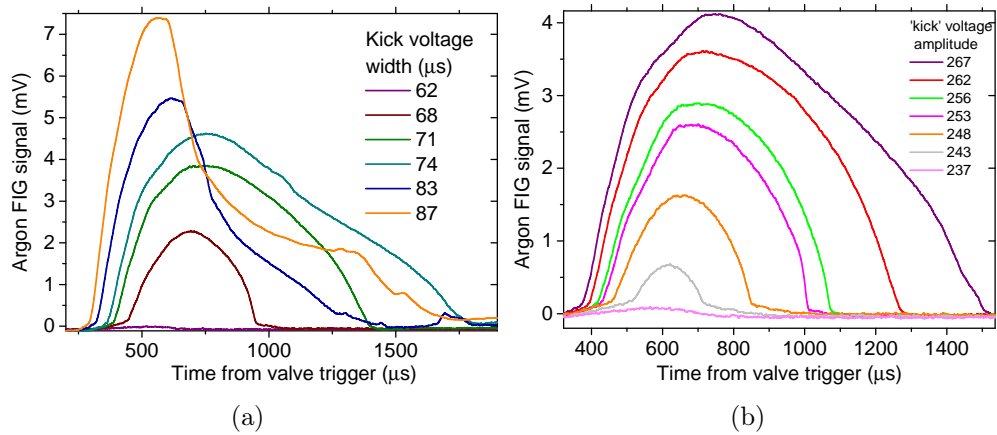 (a)
7
6
5
4
3
2
1
0
Argon FIG signal (mV)
Kick voltage
width (μs)
62
68
71
74
83
87
500
1000
1500
Time from valve trigger (μs)
(a)
(b)
4
3
2
1
0
Argon FIG signal (mV)
'kick' voltage
amplitude
267
262
256
253
248
243
237
400
600
800
1000
1200
1400
Time from valve trigger (μs)
(b)